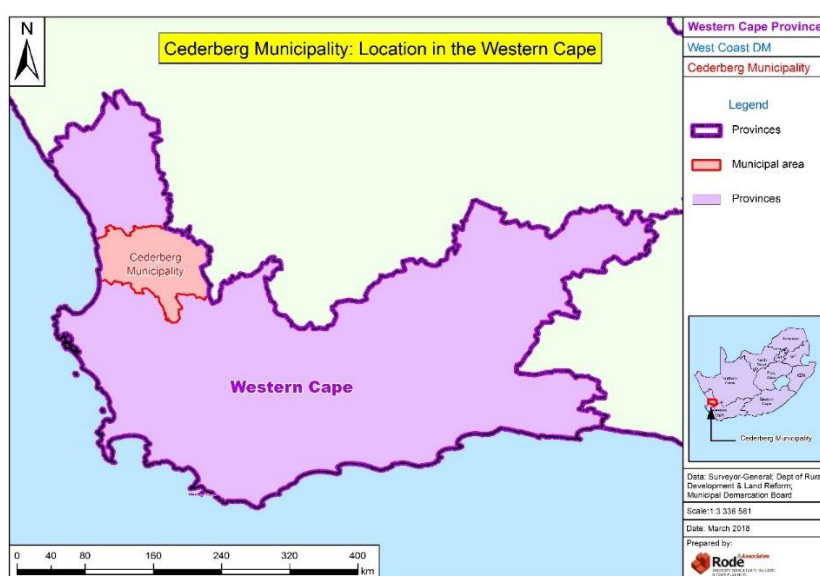 N
Cederberg Municipality: Location in the Western Cape
Western Cape Province
West Coast DM
Cederberg Municipality
Legend
Provinces
Municipal area
Provinces
Cederberg
Municipality
Western Cape
Cederberg Municipality
Data: Surveyor-General; Dept of Rural
Development & Land Reform;
Municipal Demarcation Board
Scale:1:3 336 581
Date: March 2018
Prepared by:
Rode
& Associates
0 40 80 160 240 320 400
km